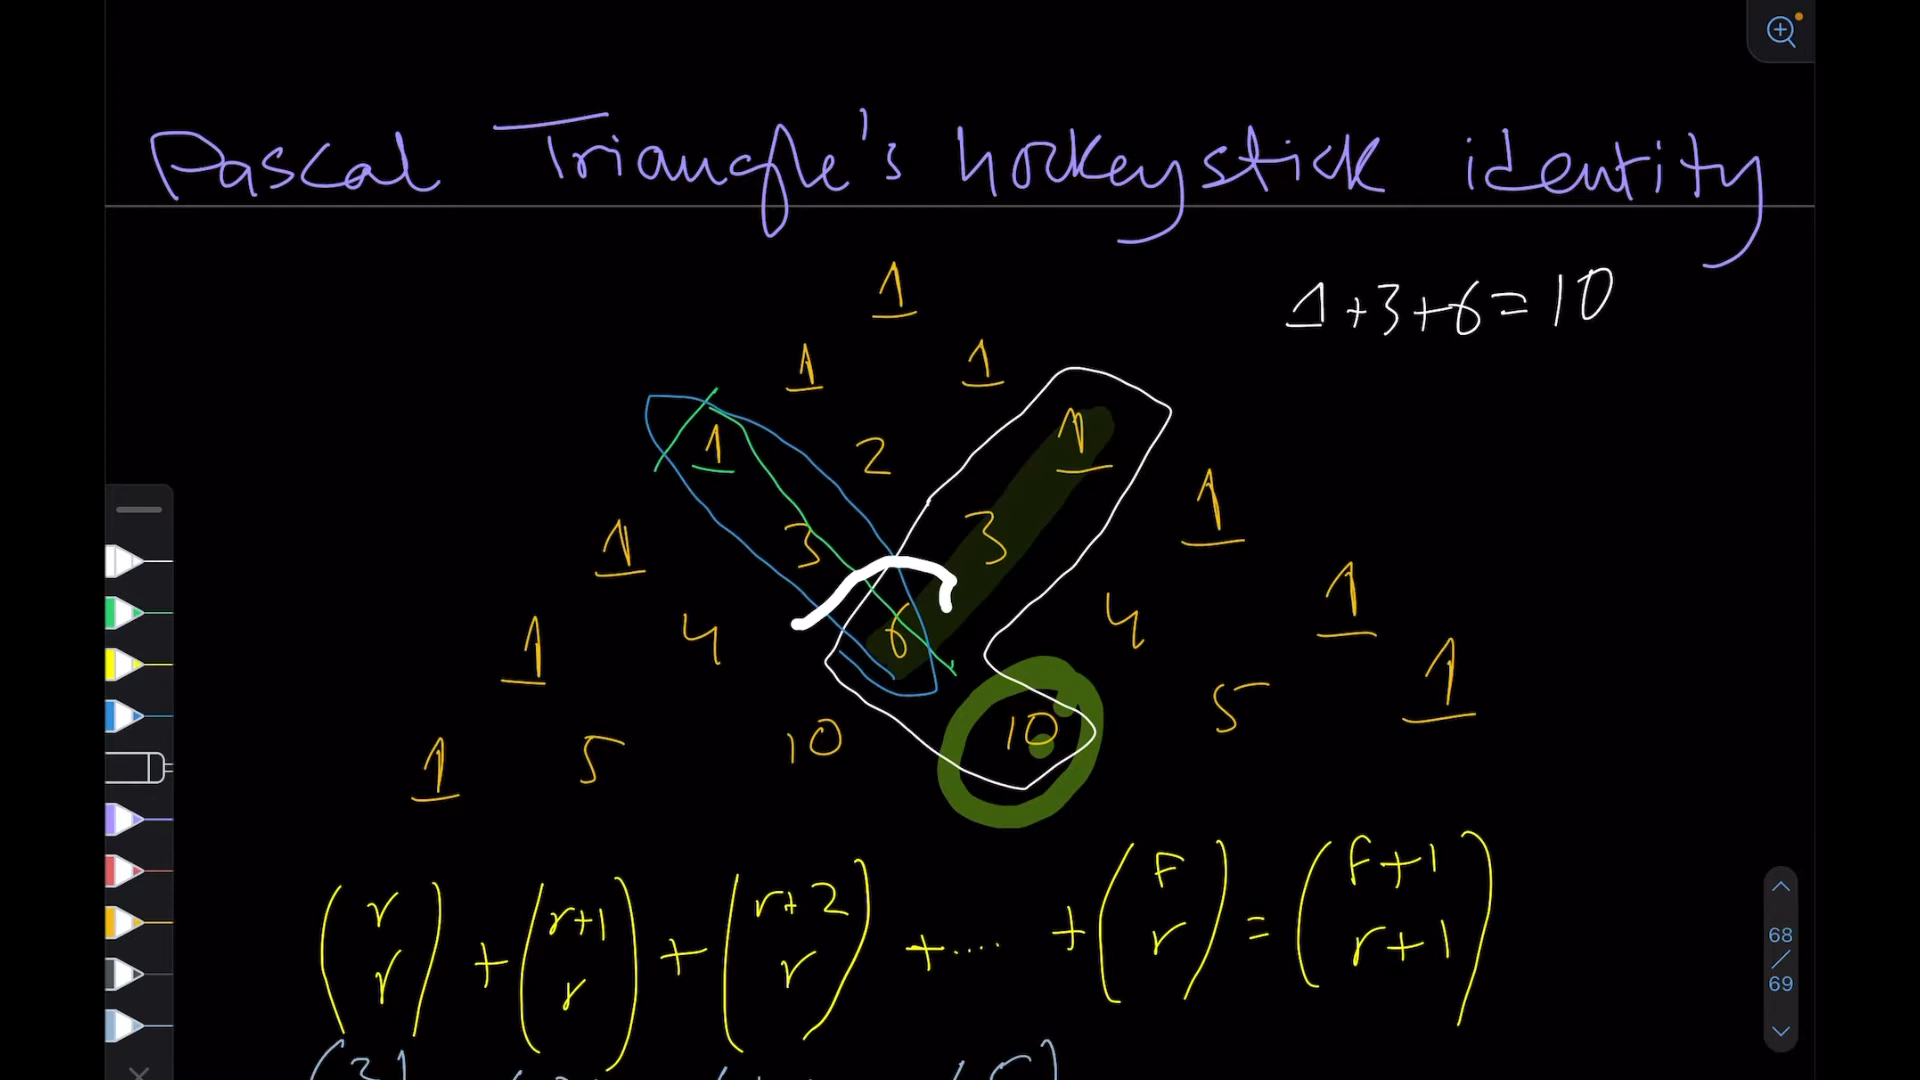 Pascal Triangle's hockeystick identity
1
1+3+6=10
1 1
1 2 1
1 3 3 1
1 4 6 4 1
1 5 10 10 5 1
(r r) + (r+1 r) + (r+2 r) + .... + (F r) = (F+1 r+1)
68
/
69